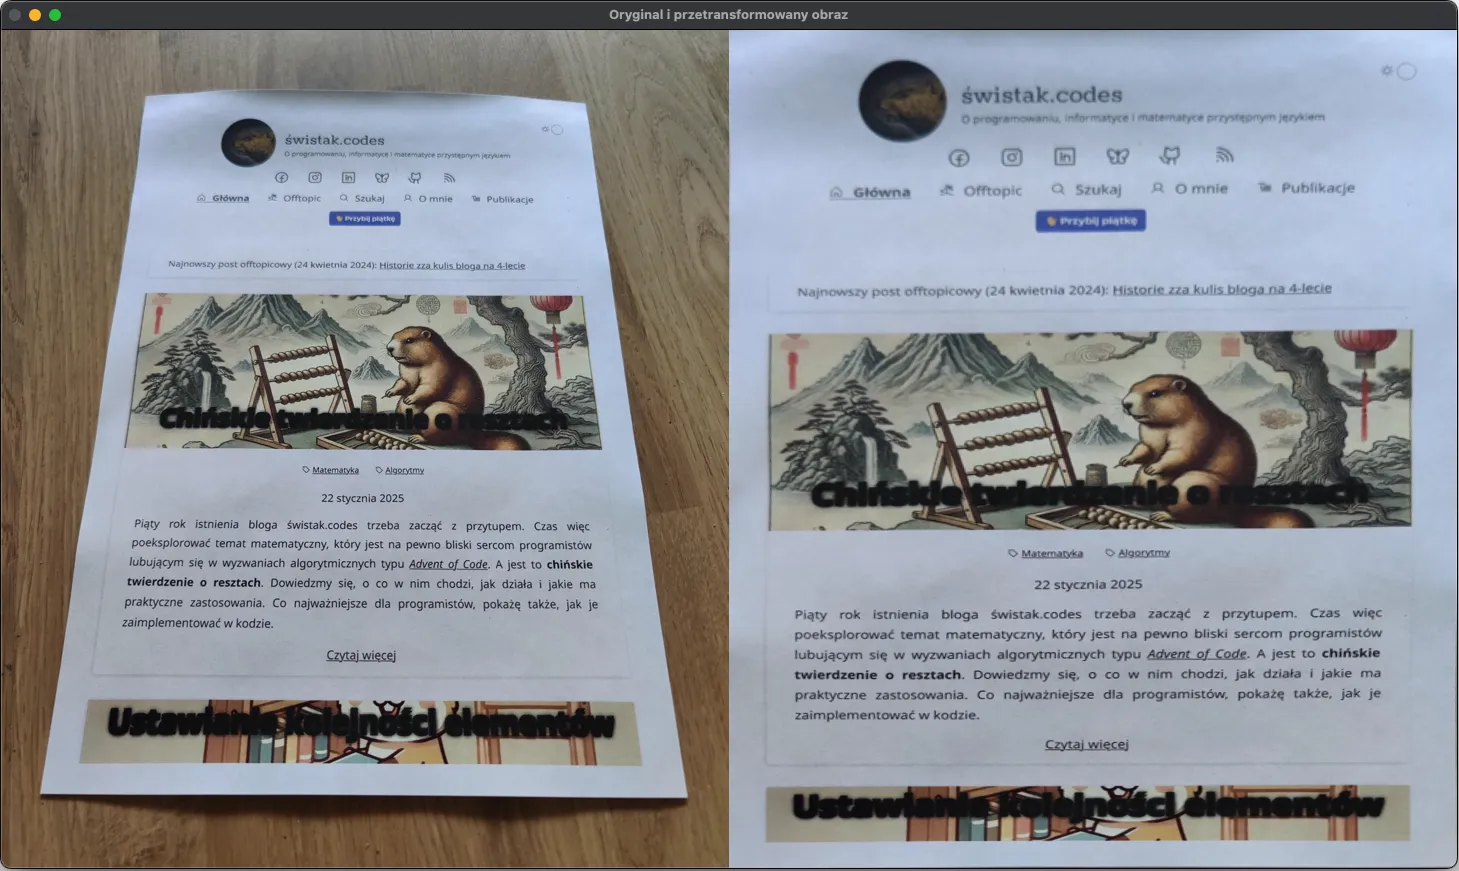 Oryginal i przetransformowany obraz
świstak.codes
O programowaniu, informatyce i matematyce przystępnym językiem
Główna Offtopic Szukaj O mnie Publikacje
Przybij piątkę
Najnowszy post offtopicowy (24 kwietnia 2024): Historie zza kulis bloga na 4-lecie
Chińskie twierdzenie o resztach
Matematyka Algorytmy
22 stycznia 2025
Piąty rok istnienia bloga świstak.codes trzeba zacząć z przytupem. Czas więc
poeksplorować temat matematyczny, który jest na pewno bliski sercom programistów
lubującym się w wyzwaniach algorytmicznych typu Advent of Code. A jest to chińskie
twierdzenie o resztach. Dowiedzmy się, o co w nim chodzi, jak działa i jakie ma
praktyczne zastosowania. Co najważniejsze dla programistów, pokażę także, jak je
zaimplementować w kodzie.
Czytaj więcej
Ustawianie kolejności elementów
świstak.codes
O programowaniu, informatyce i matematyce przystępnym językiem
Główna Offtopic Szukaj O mnie Publikacje
Przybij piątkę
Najnowszy post offtopicowy (24 kwietnia 2024): Historie zza kulis bloga na 4-lecie
Chińskie twierdzenie o resztach
Matematyka Algorytmy
22 stycznia 2025
Piąty rok istnienia bloga świstak.codes trzeba zacząć z przytupem. Czas więc
poeksplorować temat matematyczny, który jest na pewno bliski sercom programistów
lubującym się w wyzwaniach algorytmicznych typu Advent of Code. A jest to chińskie
twierdzenie o resztach. Dowiedzmy się, o co w nim chodzi, jak działa i jakie ma
praktyczne zastosowania. Co najważniejsze dla programistów, pokażę także, jak je
zaimplementować w kodzie.
Czytaj więcej
Ustawianie kolejności elementów